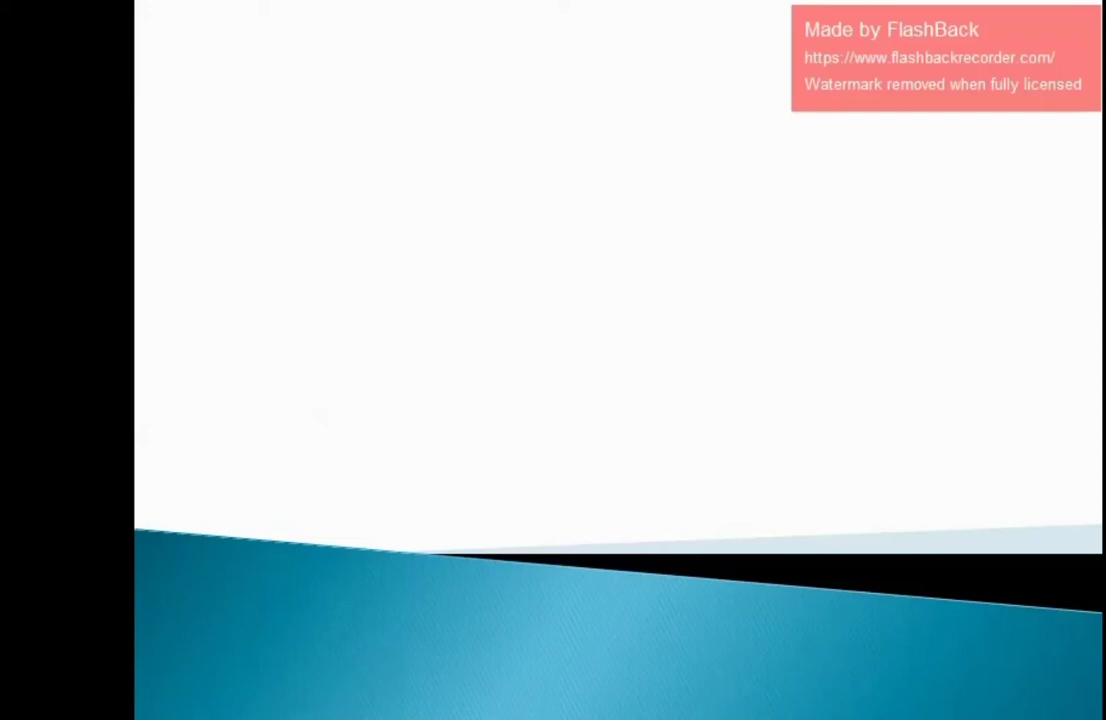 Made by FlashBack
https://www.flashbackrecorder.com/
Watermark removed when fully licensed